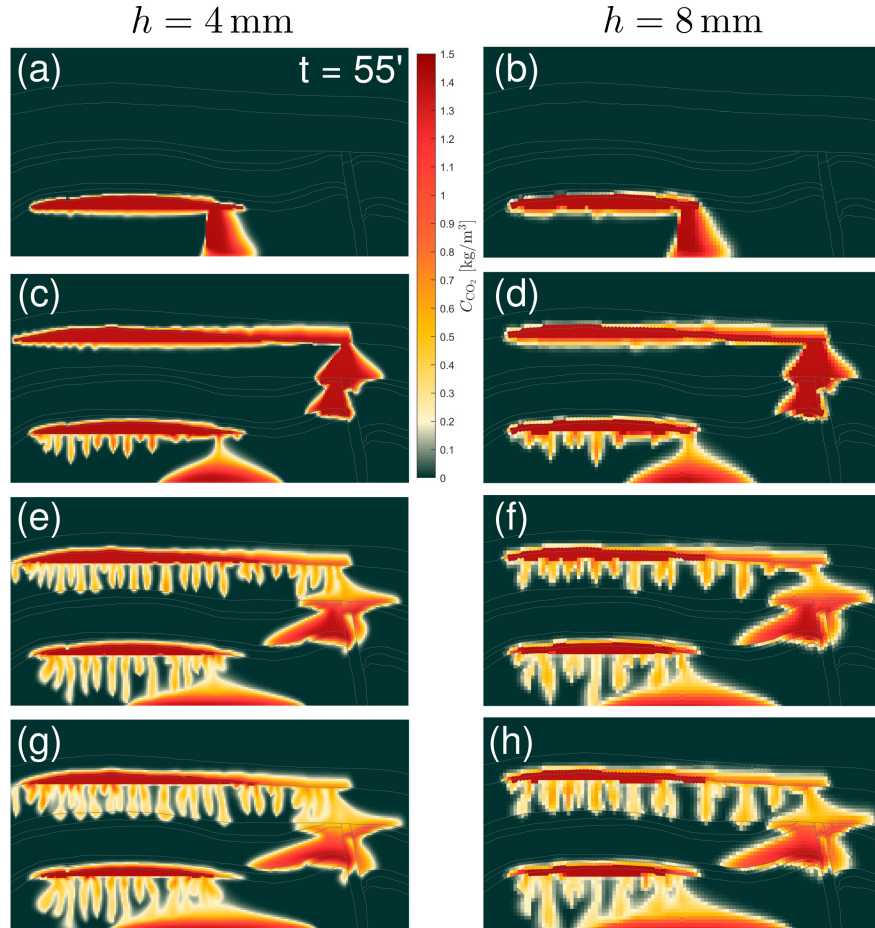 h = 4 mm
h = 8 mm
(a)
t = 55'
(b)
1.5
1.4
1.3
1.2
1.1
1
0.9
0.8
0.7
0.6
0.5
0.4
0.3
0.2
0.1
0
C_CO₂ [kg/m³]
(c)
(d)
(e)
(f)
(g)
(h)